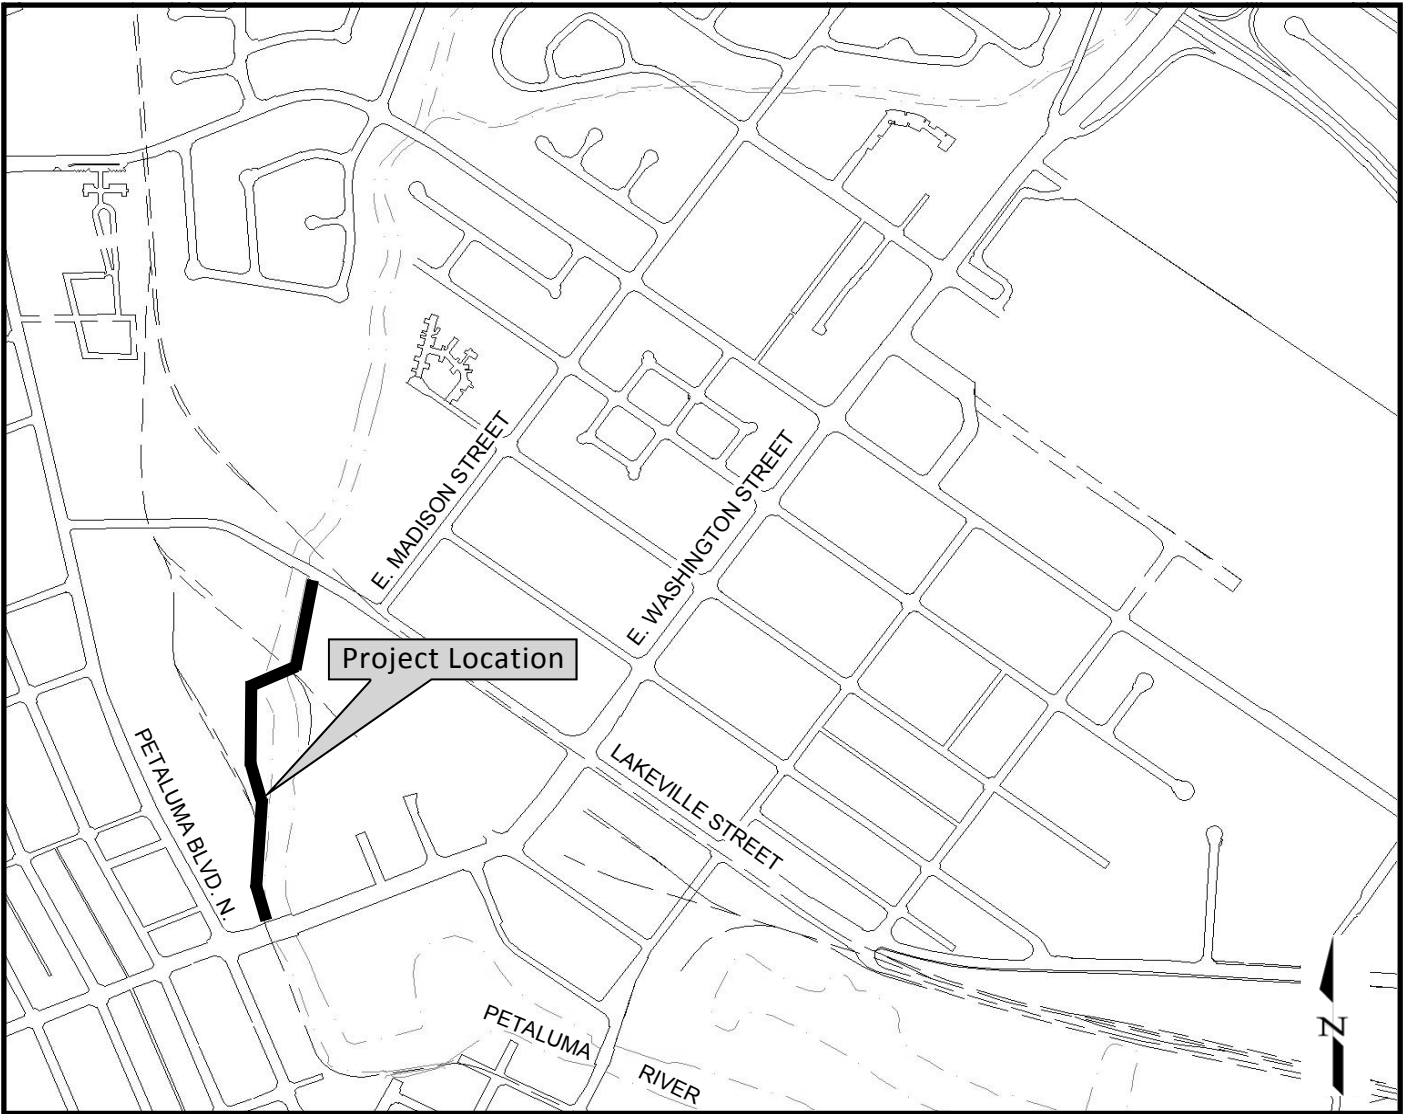 E. MADISON STREET
E. WASHINGTON STREET
Project Location
PETALUMA BLVD. N.
LAKEVILLE STREET
PETALUMA
RIVER
N